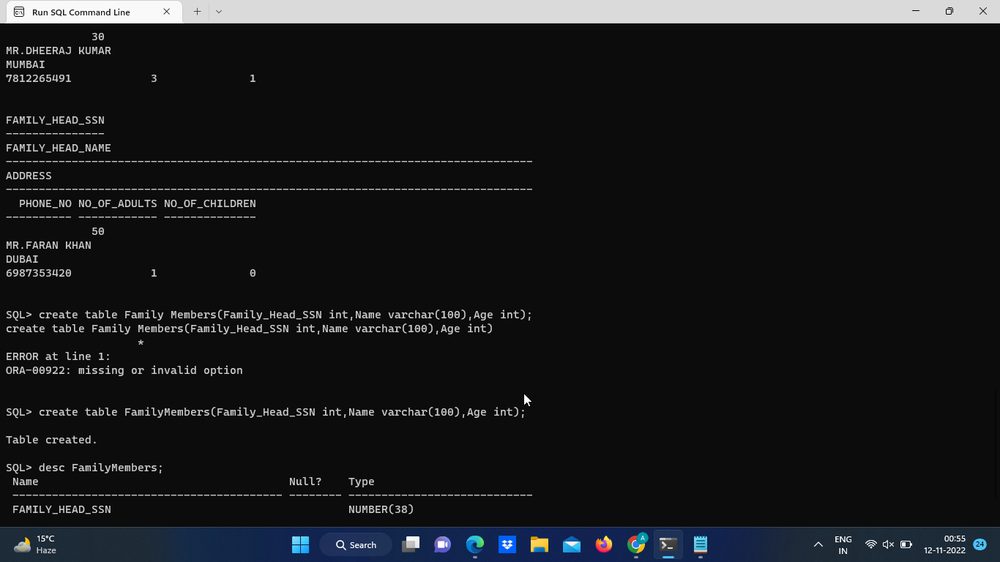 Run SQL Command Line
30
MR.DHEERAJ KUMAR
MUMBAI
7812265491            3              1
FAMILY_HEAD_SSN
---------------
FAMILY_HEAD_NAME
--------------------------------------------------------------------------------
ADDRESS
--------------------------------------------------------------------------------
  PHONE_NO NO_OF_ADULTS NO_OF_CHILDREN
---------- ------------ --------------
50
MR.FARAN KHAN
DUBAI
6987353420            1              0
SQL> create table Family Members(Family_Head_SSN int,Name varchar(100),Age int);
create table Family Members(Family_Head_SSN int,Name varchar(100),Age int)
*
ERROR at line 1:
ORA-00922: missing or invalid option
SQL> create table FamilyMembers(Family_Head_SSN int,Name varchar(100),Age int);
Table created.
SQL> desc FamilyMembers;
 Name                                      Null?    Type
 ----------------------------------------- -------- ----------------------------
 FAMILY_HEAD_SSN                                    NUMBER(38)
15°C
Haze
Search
A
ENG
IN
00:55
12-11-2022
24